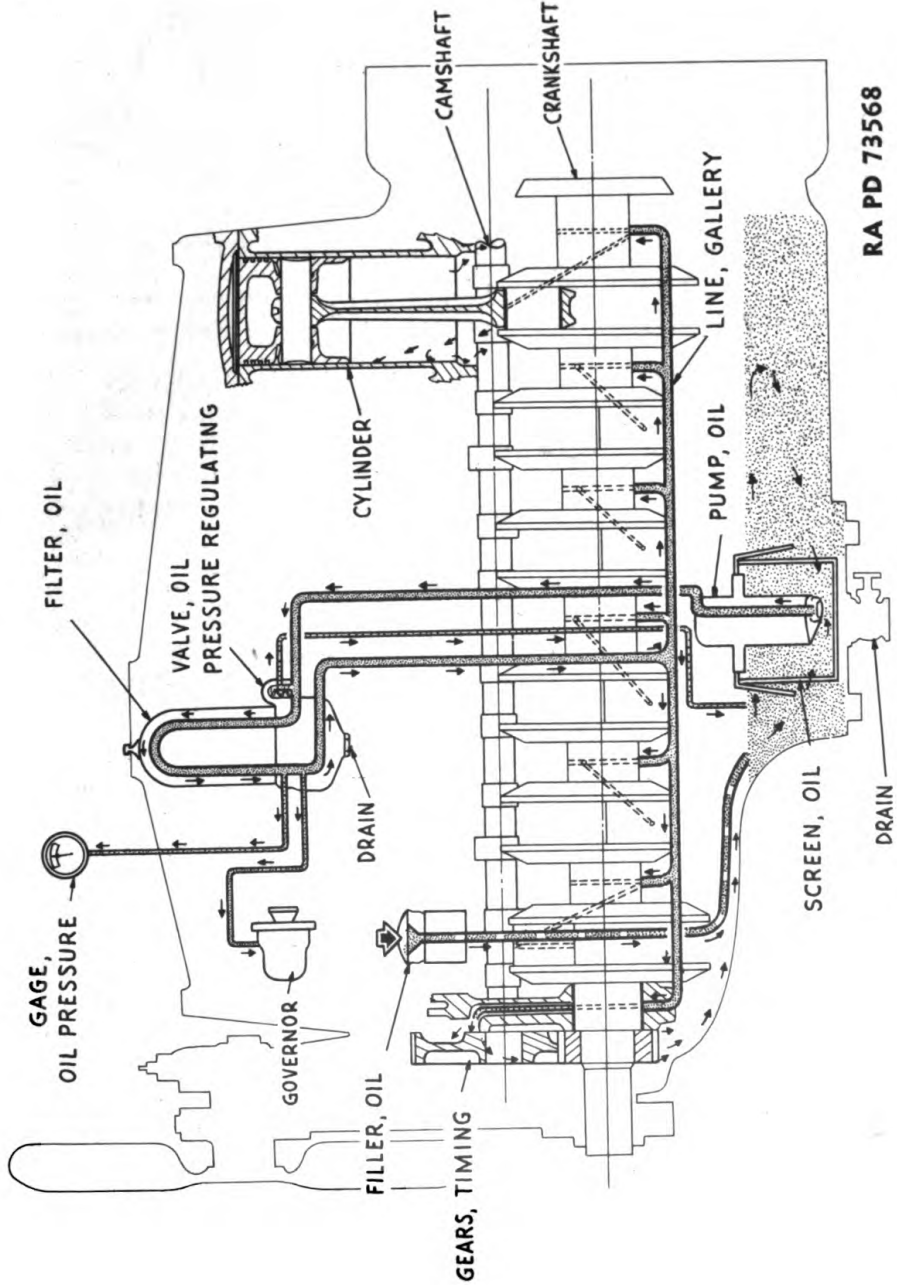 GAGE,
OIL PRESSURE
FILTER, OIL
VALVE, OIL
PRESSURE REGULATING
CYLINDER
CAMSHAFT
CRANKSHAFT
GOVERNOR
DRAIN
FILLER, OIL
GEARS, TIMING
LINE, GALLERY
PUMP, OIL
SCREEN, OIL
DRAIN
RA PD 73568